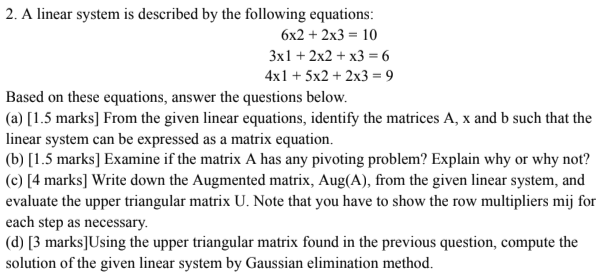 2. A linear system is described by the following equations:
6x2 + 2x3 = 10
3x1 + 2x2 + x3 = 6
4x1 + 5x2 + 2x3 = 9
Based on these equations, answer the questions below.
(a) [1.5 marks] From the given linear equations, identify the matrices A, x and b such that the
linear system can be expressed as a matrix equation.
(b) [1.5 marks] Examine if the matrix A has any pivoting problem? Explain why or why not?
(c) [4 marks] Write down the Augmented matrix, Aug(A), from the given linear system, and
evaluate the upper triangular matrix U. Note that you have to show the row multipliers mij for
each step as necessary.
(d) [3 marks]Using the upper triangular matrix found in the previous question, compute the
solution of the given linear system by Gaussian elimination method.